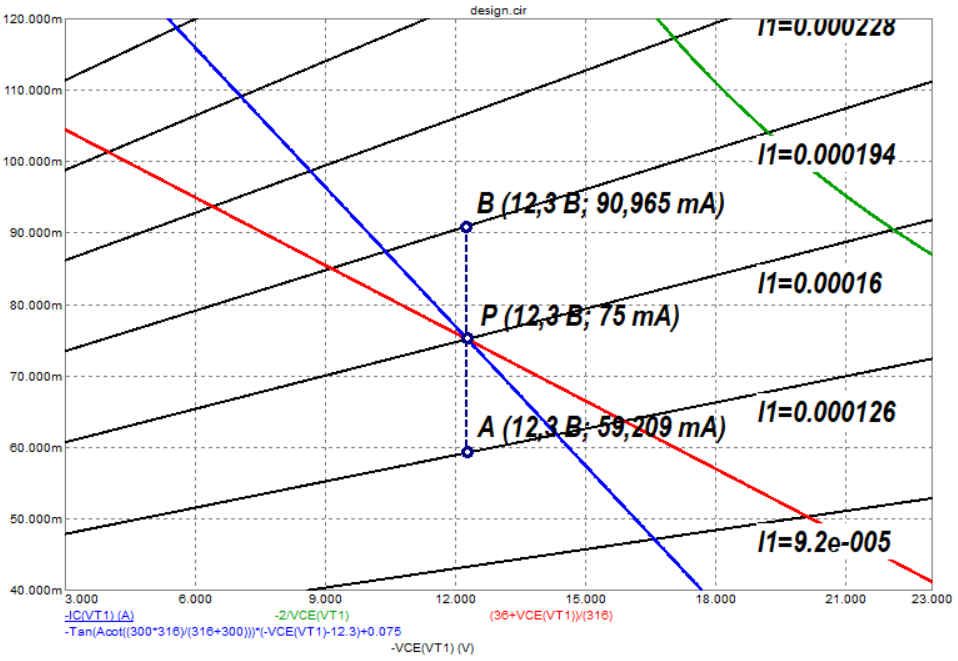 design.cir
120.000m
I1=0.000228
110.000m
100.000m
I1=0.000194
B (12,3 В; 90,965 mA)
90.000m
I1=0.00016
80.000m
P (12,3 В; 75 mA)
70.000m
I1=0.000126
A (12,3 В; 59,209 mA)
60.000m
50.000m
I1=9.2e-005
40.000m
3.000 6.000 9.000 12.000 15.000 18.000 21.000 23.000
-IC(VT1) (A) -2/VCE(VT1) (36+VCE(VT1))/(316)
-Tan(Acot((300*316)/(316+300)))*(-VCE(VT1)-12.3)+0.075
-VCE(VT1) (V)